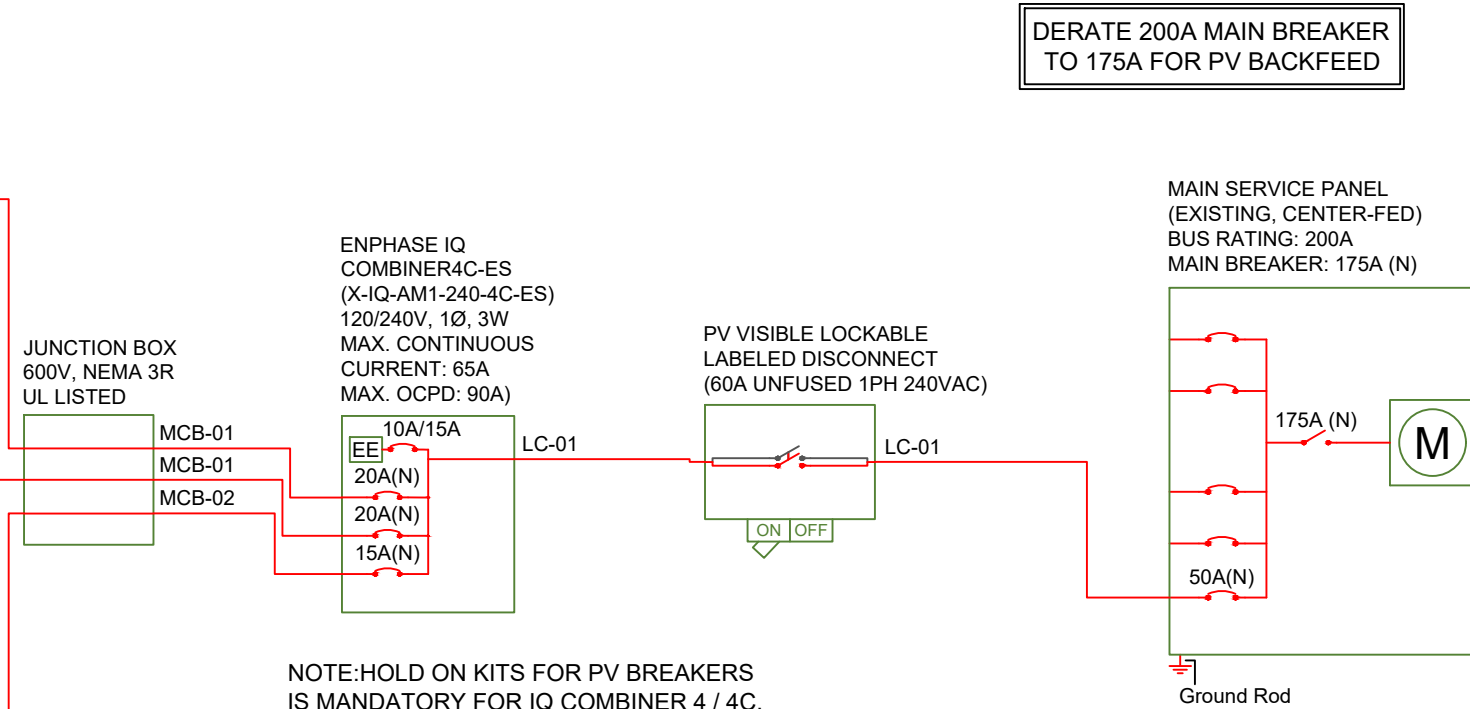 DERATE 200A MAIN BREAKER
TO 175A FOR PV BACKFEED
MAIN SERVICE PANEL
(EXISTING, CENTER-FED)
BUS RATING: 200A
MAIN BREAKER: 175A (N)
ENPHASE IQ
COMBINER4C-ES
(X-IQ-AM1-240-4C-ES)
120/240V, 1Ø, 3W
MAX. CONTINUOUS
CURRENT: 65A
MAX. OCPD: 90A)
PV VISIBLE LOCKABLE
LABELED DISCONNECT
(60A UNFUSED 1PH 240VAC)
JUNCTION BOX
600V, NEMA 3R
UL LISTED
MCB-01
MCB-01
MCB-02
10A/15A
EE
20A(N)
20A(N)
15A(N)
LC-01
LC-01
ON OFF
175A (N)
M
50A(N)
Ground Rod
NOTE:HOLD ON KITS FOR PV BREAKERS
IS MANDATORY FOR IQ COMBINER 4 / 4C.